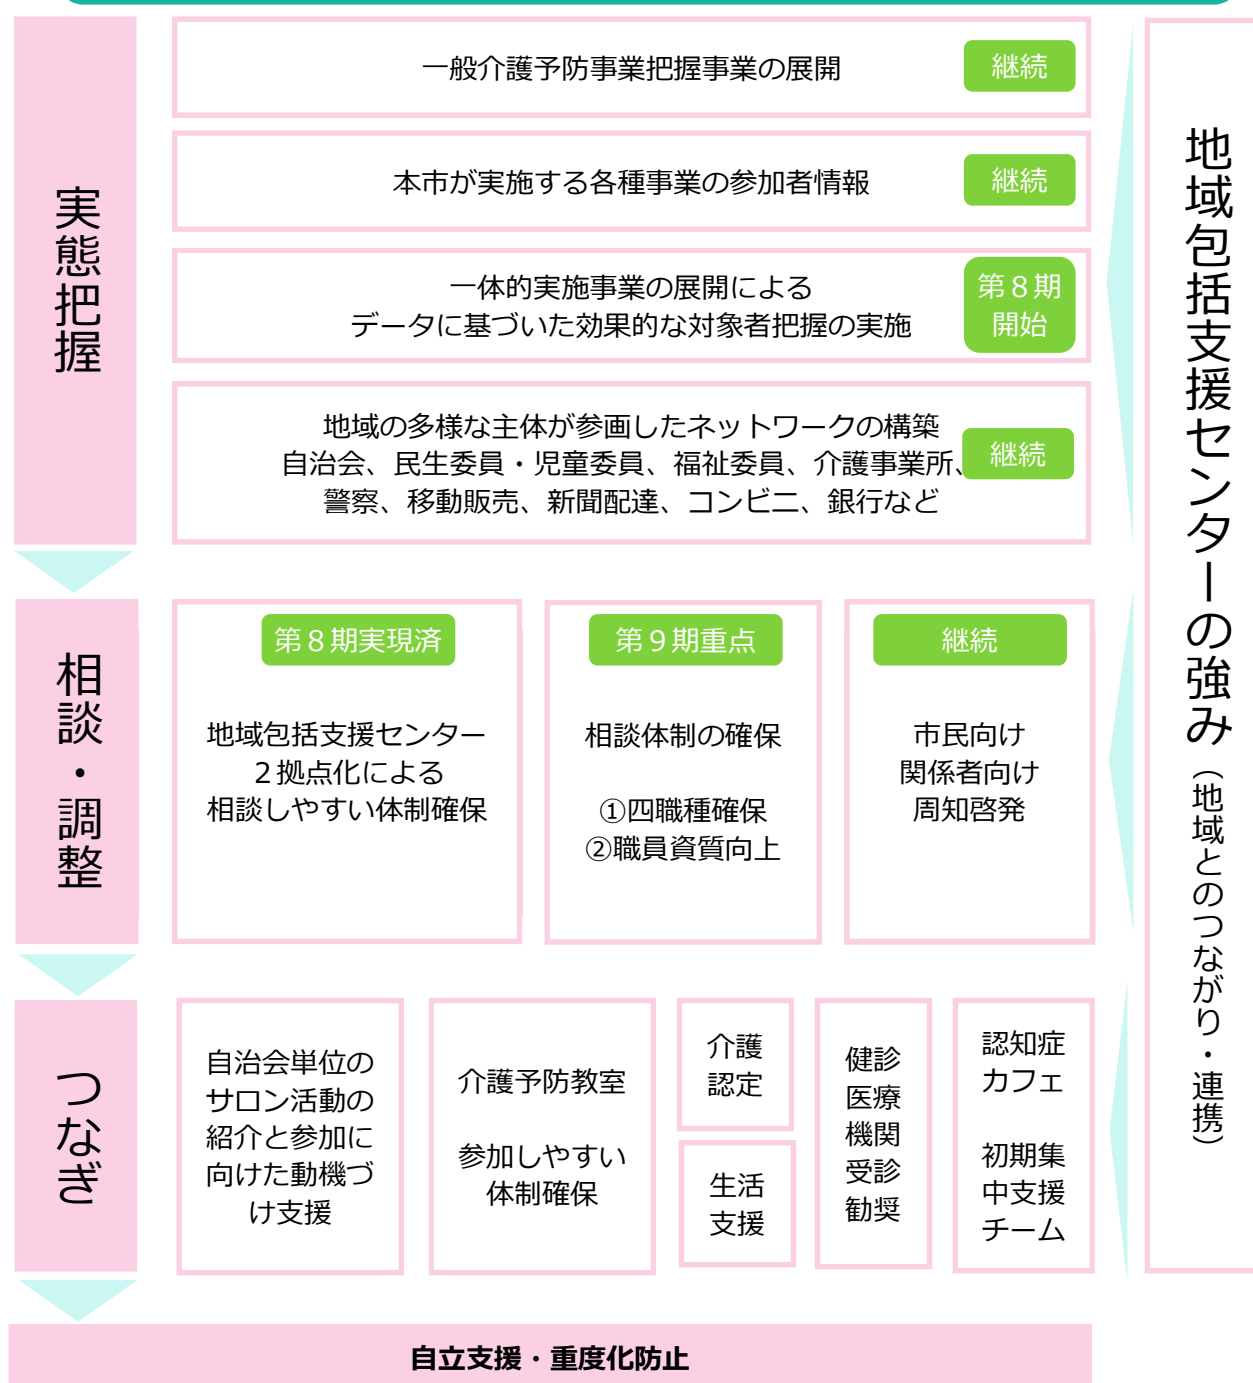 実態把握
一般介護予防事業把握事業の展開
継続
本市が実施する各種事業の参加者情報
継続
一体的実施事業の展開による
データに基づいた効果的な対象者把握の実施
第８期
開始
地域の多様な主体が参画したネットワークの構築
自治会、民生委員・児童委員、福祉委員、介護事業所、
警察、移動販売、新聞配達、コンビニ、銀行など
継続
相談・調整
第８期実現済
地域包括支援センター
２拠点化による
相談しやすい体制確保
第９期重点
相談体制の確保
①四職種確保
②職員資質向上
継続
市民向け
関係者向け
周知啓発
つなぎ
自治会単位の
サロン活動の
紹介と参加に
向けた動機づ
け支援
介護予防教室
参加しやすい
体制確保
介護
認定
生活
支援
健診
医療
機関
受診
勧奨
認知症
カフェ
初期集
中支援
チーム
地域包括支援センターの強み（地域とのつながり・連携）
自立支援・重度化防止